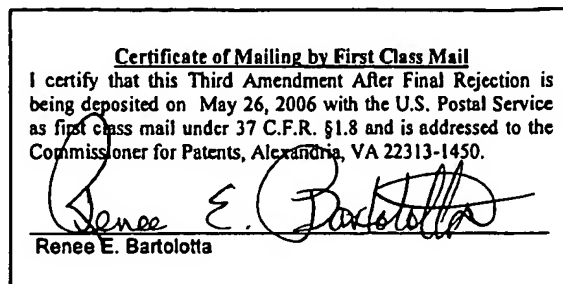 Certificate of Mailing by First Class Mail
I certify that this Third Amendment After Final Rejection is
being deposited on May 26, 2006 with the U.S. Postal Service
as first class mail under 37 C.F.R. §1.8 and is addressed to the
Commissioner for Patents, Alexandria, VA 22313-1450.
Renee E. Bartolotta
Renee E. Bartolotta